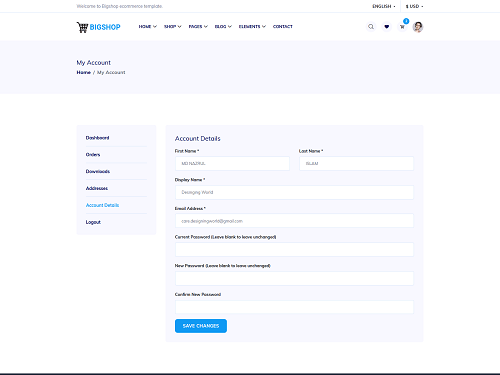 Welcome to Bigshop ecommerce template.
ENGLISH
$ USD
BIGSHOP
HOME
SHOP
PAGES
BLOG
ELEMENTS
CONTACT
My Account
Home / My Account
Dashboard
Orders
Downloads
Addresses
Account Details
Logout
Account Details
First Name *
Last Name *
MD NAZRUL
ISLAM
Display Name *
Designing World
Email Address *
care.designingworld@gmail.com
Current Password (Leave blank to leave unchanged)
New Password (Leave blank to leave unchanged)
Confirm New Password
SAVE CHANGES